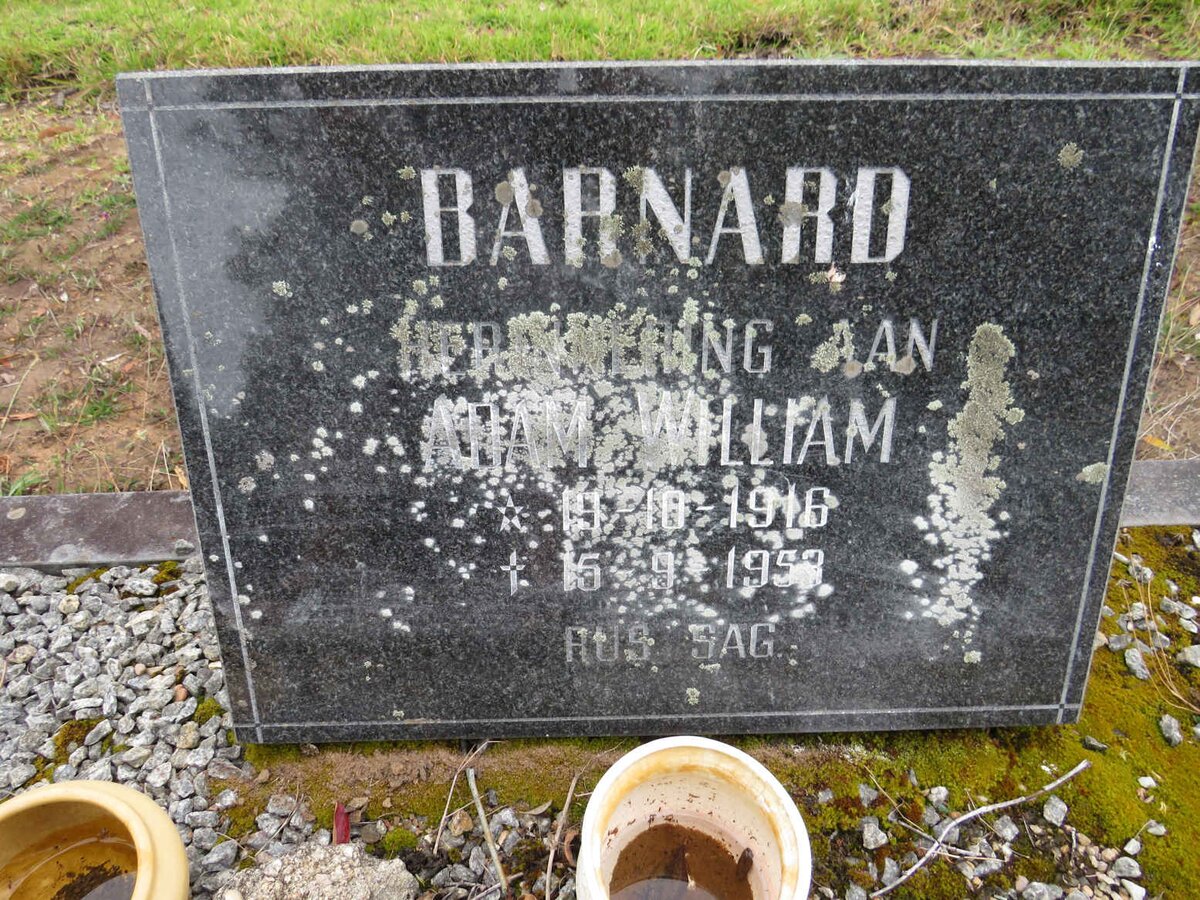 BARNARD
HERINNERING AAN
ADAM WILLIAM
☆ 19-10-1916
✝ 15 9 1953
RUS SAG.